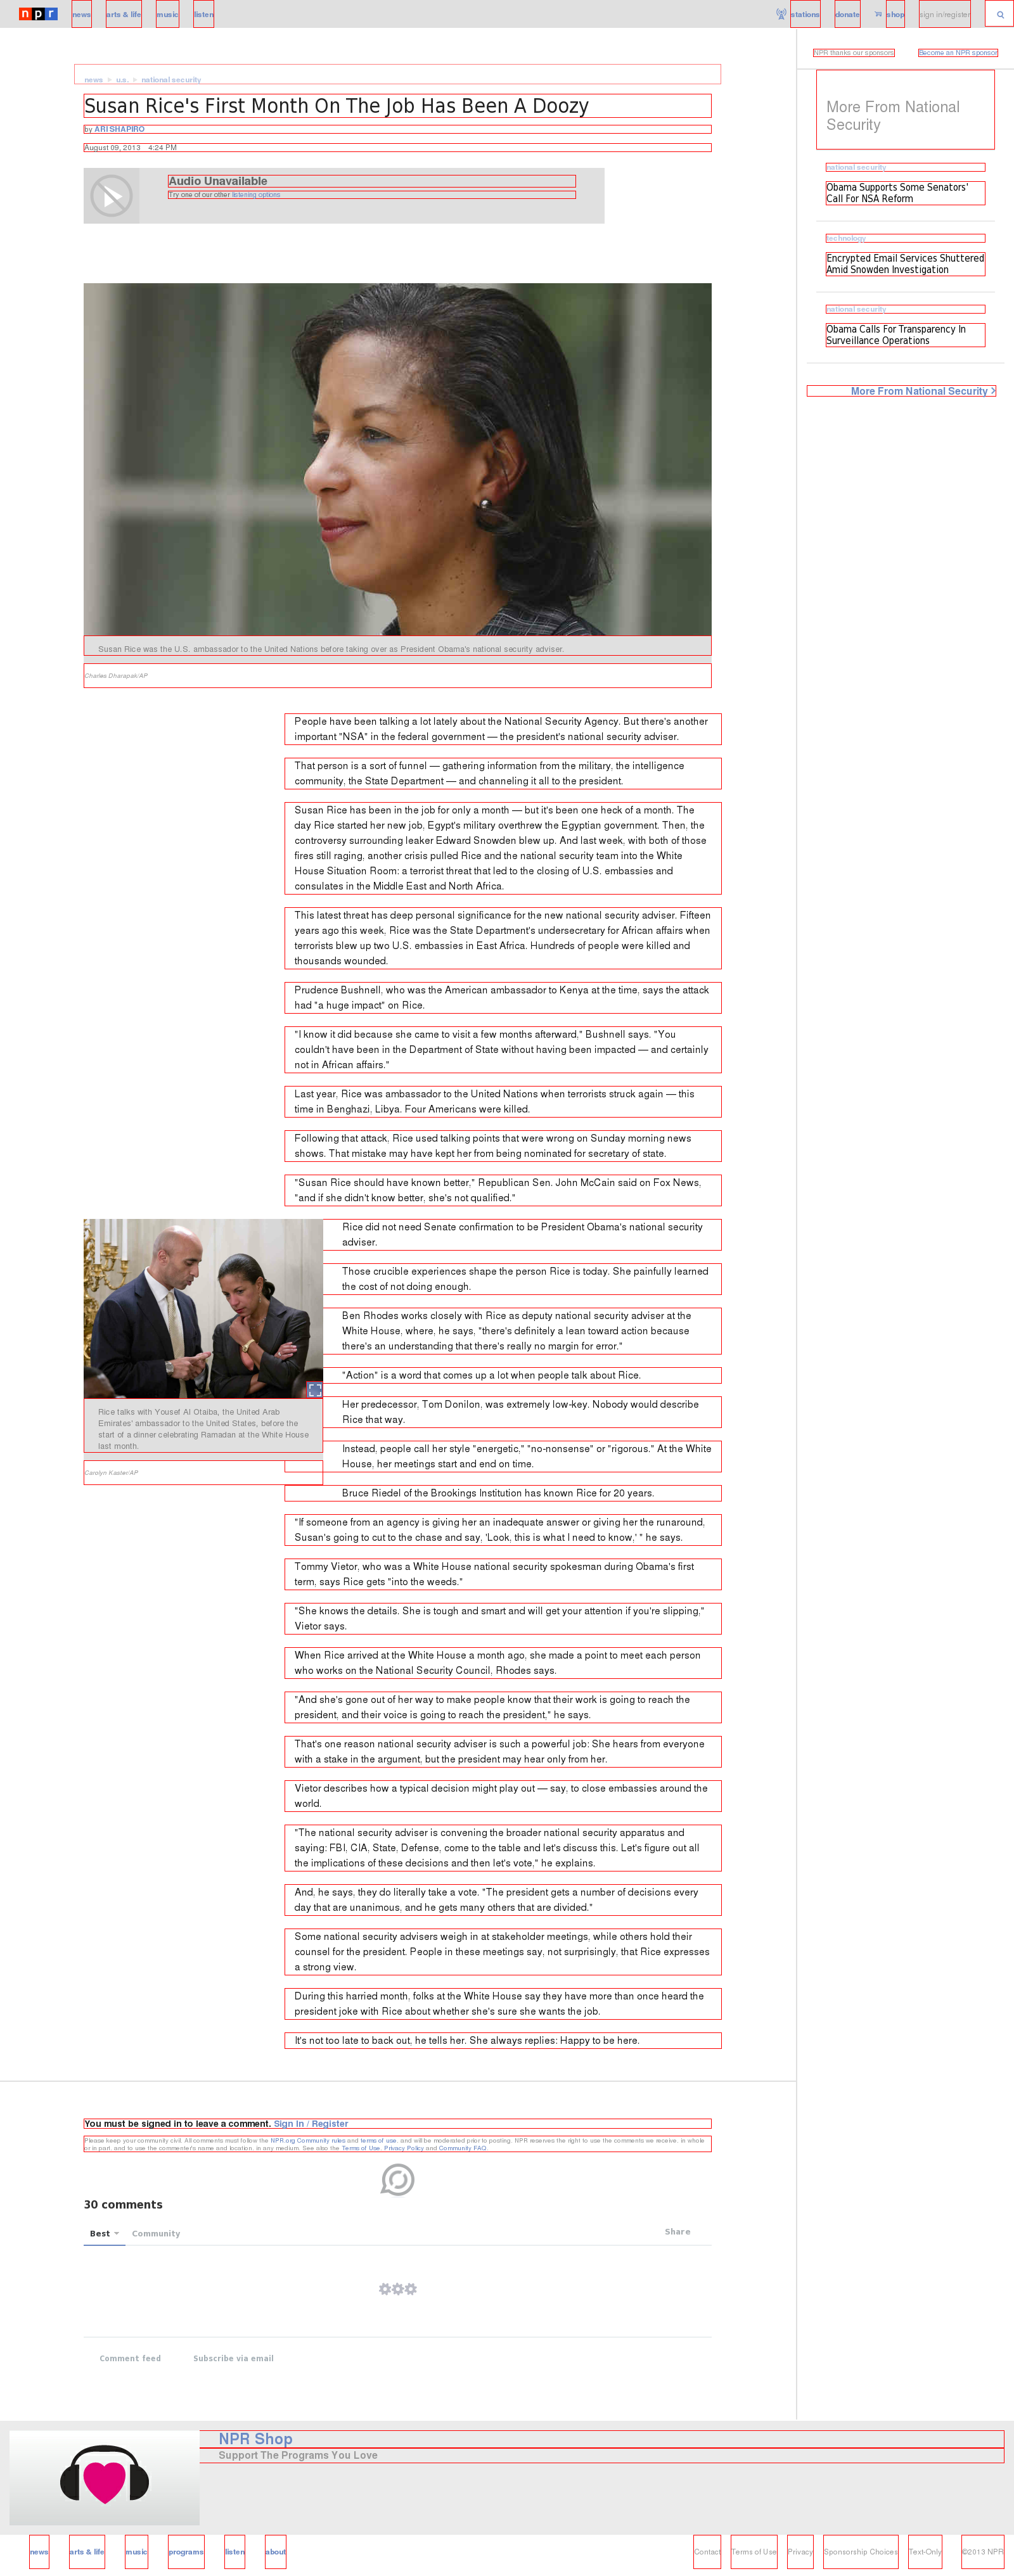 npr news arts & life music listen stations donate shop sign in/register
NPR thanks our sponsors Become an NPR sponsor
news > u.s. > national security
Susan Rice's First Month On The Job Has Been A Doozy
by ARI SHAPIRO
August 09, 2013 4:24 PM
Audio Unavailable
Try one of our other listening options
Susan Rice was the U.S. ambassador to the United Nations before taking over as President Obama's national security adviser.
Charles Dharapak/AP
People have been talking a lot lately about the National Security Agency. But there's another
important "NSA" in the federal government — the president's national security adviser.
That person is a sort of funnel — gathering information from the military, the intelligence
community, the State Department — and channeling it all to the president.
Susan Rice has been in the job for only a month — but it's been one heck of a month. The
day Rice started her new job, Egypt's military overthrew the Egyptian government. Then, the
controversy surrounding leaker Edward Snowden blew up. And last week, with both of those
fires still raging, another crisis pulled Rice and the national security team into the White
House Situation Room: a terrorist threat that led to the closing of U.S. embassies and
consulates in the Middle East and North Africa.
This latest threat has deep personal significance for the new national security adviser. Fifteen
years ago this week, Rice was the State Department's undersecretary for African affairs when
terrorists blew up two U.S. embassies in East Africa. Hundreds of people were killed and
thousands wounded.
Prudence Bushnell, who was the American ambassador to Kenya at the time, says the attack
had "a huge impact" on Rice.
"I know it did because she came to visit a few months afterward," Bushnell says. "You
couldn't have been in the Department of State without having been impacted — and certainly
not in African affairs."
Last year, Rice was ambassador to the United Nations when terrorists struck again — this
time in Benghazi, Libya. Four Americans were killed.
Following that attack, Rice used talking points that were wrong on Sunday morning news
shows. That mistake may have kept her from being nominated for secretary of state.
"Susan Rice should have known better," Republican Sen. John McCain said on Fox News,
"and if she didn't know better, she's not qualified."
Rice did not need Senate confirmation to be President Obama's national security
adviser.
Those crucible experiences shape the person Rice is today. She painfully learned
the cost of not doing enough.
Ben Rhodes works closely with Rice as deputy national security adviser at the
White House, where, he says, "there's definitely a lean toward action because
there's an understanding that there's really no margin for error."
"Action" is a word that comes up a lot when people talk about Rice.
Her predecessor, Tom Donilon, was extremely low-key. Nobody would describe
Rice that way.
Instead, people call her style "energetic," "no-nonsense" or "rigorous." At the White
House, her meetings start and end on time.
Bruce Riedel of the Brookings Institution has known Rice for 20 years.
Rice talks with Yousef Al Otaiba, the United Arab
Emirates' ambassador to the United States, before the
start of a dinner celebrating Ramadan at the White House
last month.
Carolyn Kaster/AP
"If someone from an agency is giving her an inadequate answer or giving her the runaround,
Susan's going to cut to the chase and say, 'Look, this is what I need to know,' " he says.
Tommy Vietor, who was a White House national security spokesman during Obama's first
term, says Rice gets "into the weeds."
"She knows the details. She is tough and smart and will get your attention if you're slipping,"
Vietor says.
When Rice arrived at the White House a month ago, she made a point to meet each person
who works on the National Security Council, Rhodes says.
"And she's gone out of her way to make people know that their work is going to reach the
president, and their voice is going to reach the president," he says.
That's one reason national security adviser is such a powerful job: She hears from everyone
with a stake in the argument, but the president may hear only from her.
Vietor describes how a typical decision might play out — say, to close embassies around the
world.
"The national security adviser is convening the broader national security apparatus and
saying: FBI, CIA, State, Defense, come to the table and let's discuss this. Let's figure out all
the implications of these decisions and then let's vote," he explains.
And, he says, they do literally take a vote. "The president gets a number of decisions every
day that are unanimous, and he gets many others that are divided."
Some national security advisers weigh in at stakeholder meetings, while others hold their
counsel for the president. People in these meetings say, not surprisingly, that Rice expresses
a strong view.
During this harried month, folks at the White House say they have more than once heard the
president joke with Rice about whether she's sure she wants the job.
It's not too late to back out, he tells her. She always replies: Happy to be here.
More From National
Security
national security
Obama Supports Some Senators'
Call For NSA Reform
technology
Encrypted Email Services Shuttered
Amid Snowden Investigation
national security
Obama Calls For Transparency In
Surveillance Operations
More From National Security >
You must be signed in to leave a comment. Sign In / Register
Please keep your community civil. All comments must follow the NPR.org Community rules and terms of use, and will be moderated prior to posting. NPR reserves the right to use the comments we receive, in whole
or in part, and to use the commenter's name and location, in any medium. See also the Terms of Use, Privacy Policy and Community FAQ.
30 comments
Best Community Share
Comment feed Subscribe via email
NPR Shop
Support The Programs You Love
news arts & life music programs listen about Contact Terms of Use Privacy Sponsorship Choices Text-Only ©2013 NPR